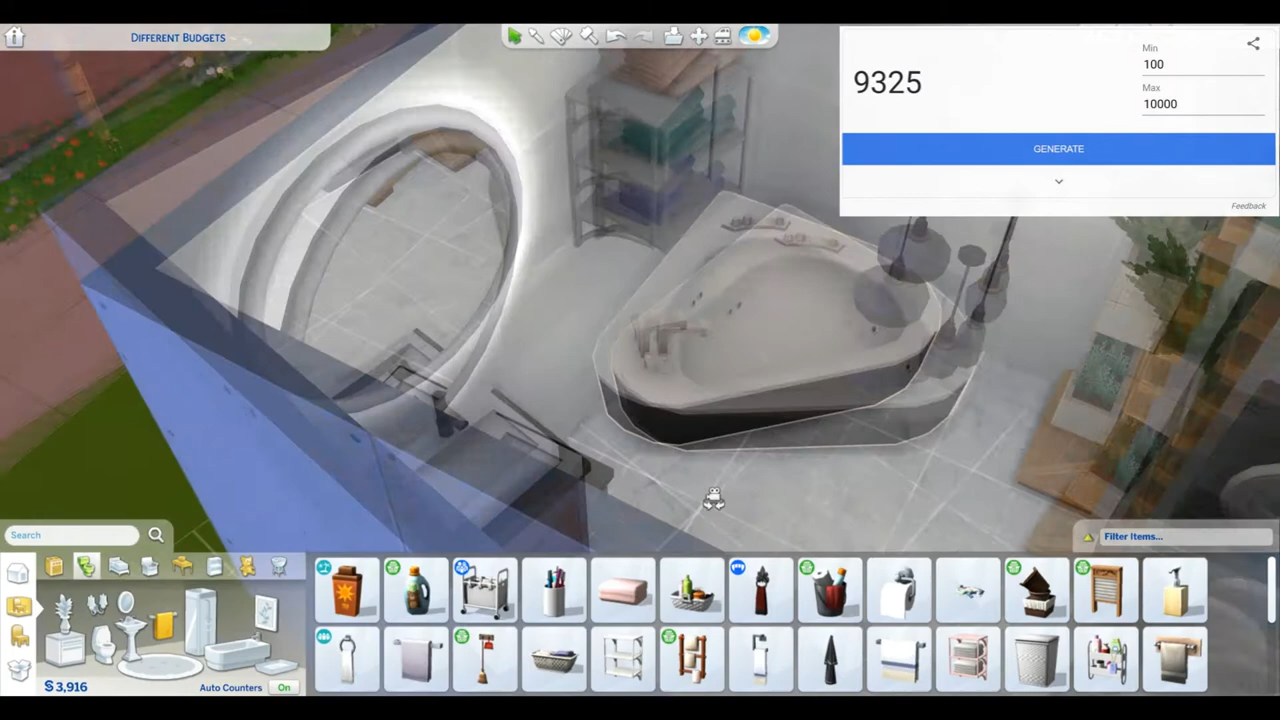 DIFFERENT BUDGETS
9325
Min
100
Max
10000
GENERATE
Feedback
Search
Filter Items...
§3,916
Auto Counters
On